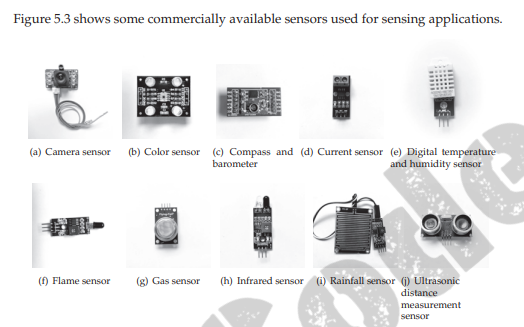 Figure 5.3 shows some commercially available sensors used for sensing applications.
(a) Camera sensor (b) Color sensor (c) Compass and barometer (d) Current sensor (e) Digital temperature and humidity sensor
(f) Flame sensor (g) Gas sensor (h) Infrared sensor (i) Rainfall sensor (j) Ultrasonic distance measurement sensor